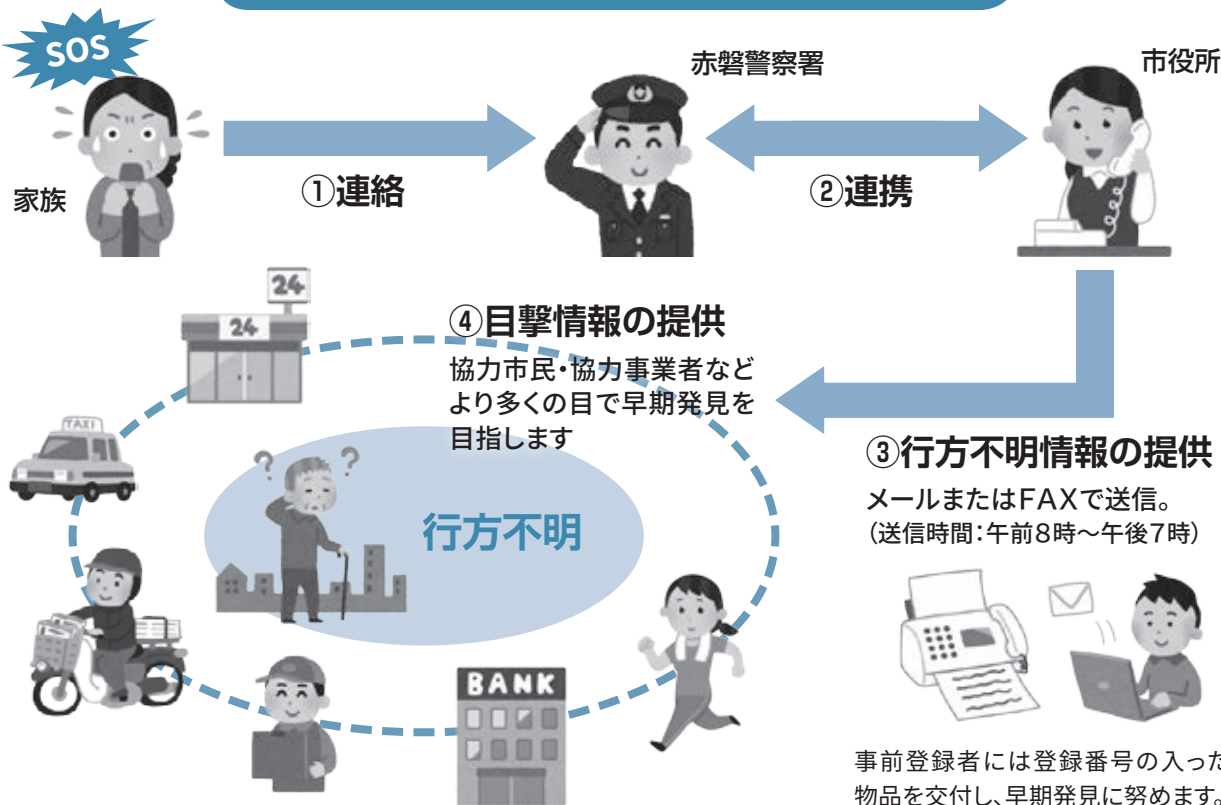 SOS
家族
①連絡
赤磐警察署
②連携
市役所
③行方不明情報の提供
メールまたはFAXで送信。
（送信時間：午前8時～午後7時）
④目撃情報の提供
協力市民・協力事業者など
より多くの目で早期発見を
目指します
24
24
TAXI
行方不明
BANK
事前登録者には登録番号の入った
物品を交付し、早期発見に努めます。